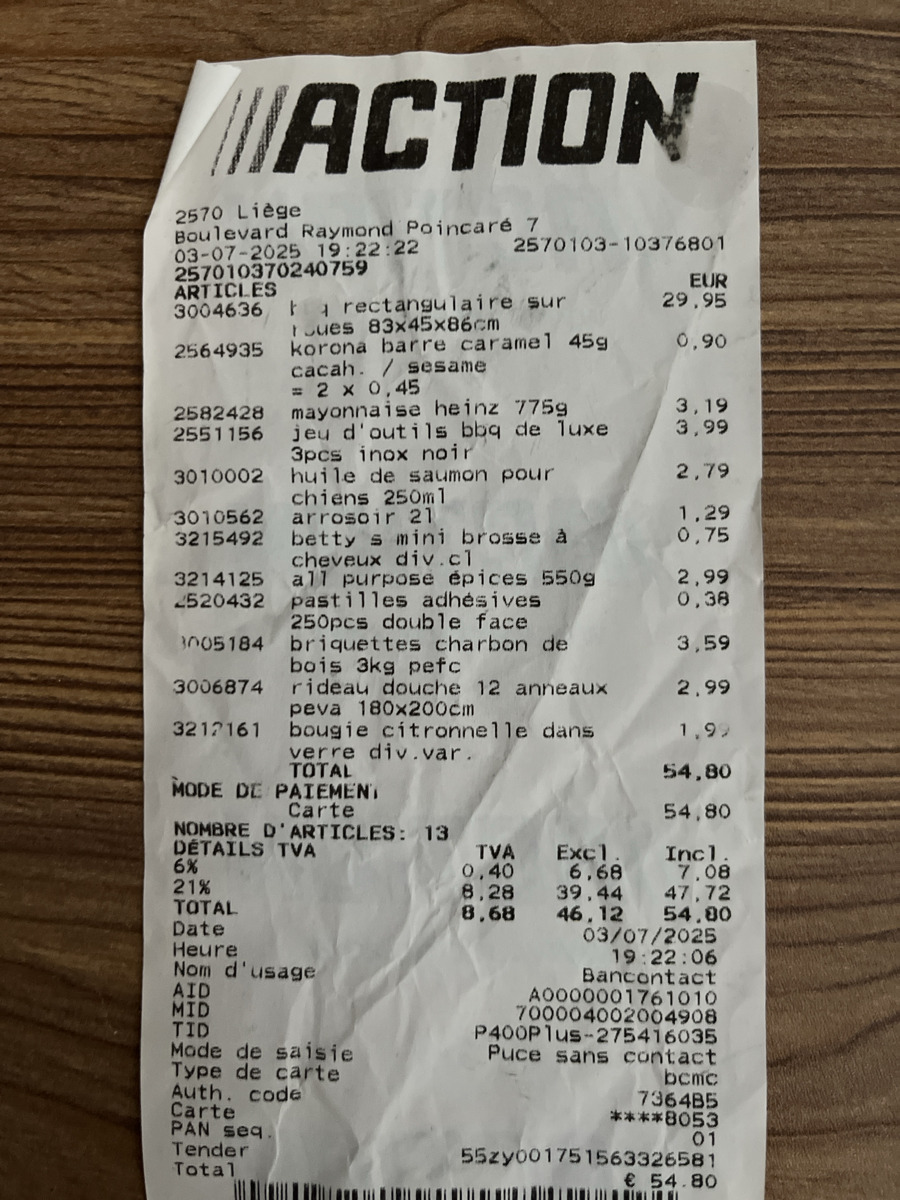 ACTION
2570 Liège
Boulevard Raymond Poincaré 7
03-07-2025 19:22:22 2570103-10376801
257010370240759
ARTICLES EUR
3004636 rectangulaire sur 29,95
83x45x86cm
2564935 korona barre caramel 45g 0,90
cacah. / sesame
= 2 x 0,45
2582428 mayonnaise heinz 775g 3,19
2551156 jeu d'outils bbq de luxe 3,99
3pcs inox noir
3010002 huile de saumon pour 2,79
chiens 250ml
3010562 arrosoir 2l 1,29
3215492 betty s mini brosse à 0,75
cheveux div.cl
3214125 all purpose épices 550g 2,99
2520432 pastilles adhésives 0,38
250pcs double face
3005184 briquettes charbon de 3,59
bois 3kg pefc
3006874 rideau douche 12 anneaux 2,99
peva 180x200cm
bougie citronnelle dans 1,99
verre div.var.
TOTAL 54,80
MODE DE PAIEMENT
Carte 54,80
NOMBRE D'ARTICLES: 13
DÉTAILS TVA TVA Excl. Incl.
6% 0,40 6,68 7,08
21% 8,28 39,44 47,72
TOTAL 8,68 46,12 54,80
Date 03/07/2025
Heure 19:22:06
Nom d'usage Bancontact
AID A0000001761010
MID 700004002004908
TID P400Plus-275416035
Mode de saisie Puce sans contact
Type de carte bcmc
Auth. code 7364B5
Carte ****8053
PAN seq. 01
Tender 55zy001751563326581
Total € 54.80